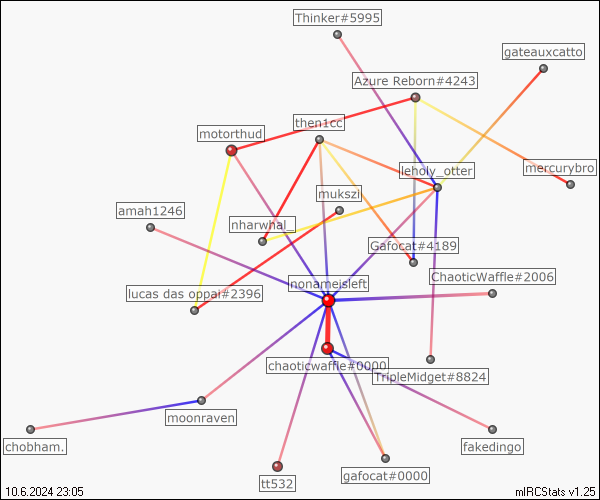 Thinker#5995
gateauxcatto
Azure Reborn#4243
then1cc
motorthud
leholy_otter
mercurybro
mukszi
amah1246
nharwhal_
Gafocat#4189
ChaoticWaffle#2006
nonameisleft
lucas das oppai#2396
chaoticwaffle#0000
TripleMidget#8824
moonraven
chobham.
fakedingo
gafocat#0000
tt532
10.6.2024 23:05
mIRCStats v1.25